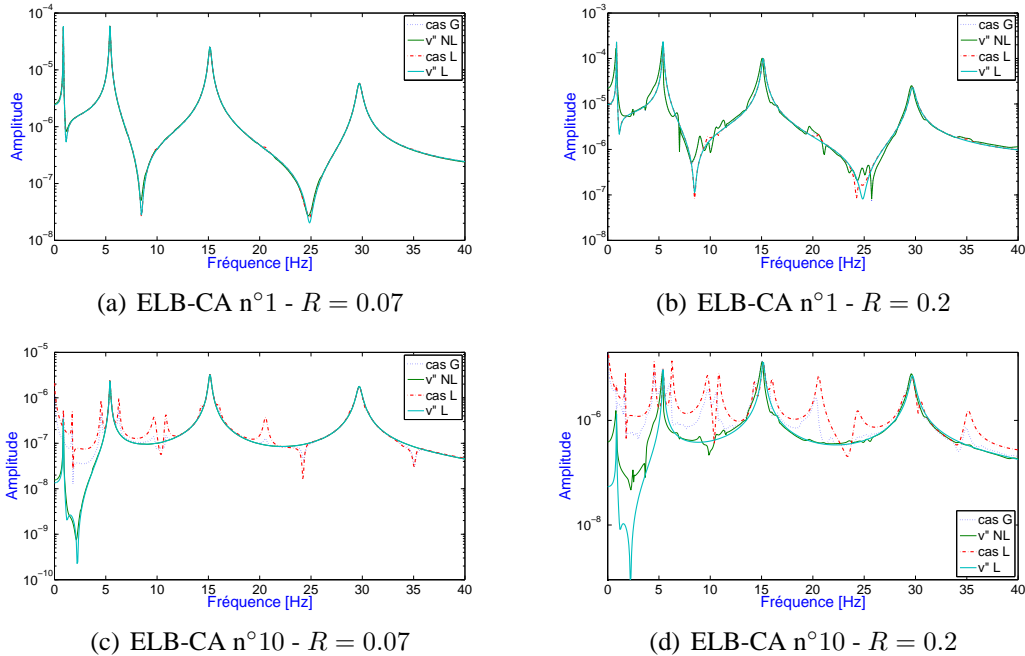 10^-4
10^-5
10^-6
10^-7
10^-8
Amplitude
0 5 10 15 20 25 30 35 40
Fréquence [Hz]
cas G
v'' NL
cas L
v'' L
(a) ELB-CA n°1 - R = 0.07
10^-3
10^-4
10^-5
10^-6
10^-7
10^-8
Amplitude
0 5 10 15 20 25 30 35 40
Fréquence [Hz]
cas G
v'' NL
cas L
v'' L
(b) ELB-CA n°1 - R = 0.2
10^-5
10^-6
10^-7
10^-8
10^-9
10^-10
Amplitude
0 5 10 15 20 25 30 35 40
Fréquence [Hz]
cas G
v'' NL
cas L
v'' L
(c) ELB-CA n°10 - R = 0.07
10^-6
10^-8
Amplitude
0 5 10 15 20 25 30 35 40
Fréquence [Hz]
cas G
v'' NL
cas L
v'' L
(d) ELB-CA n°10 - R = 0.2